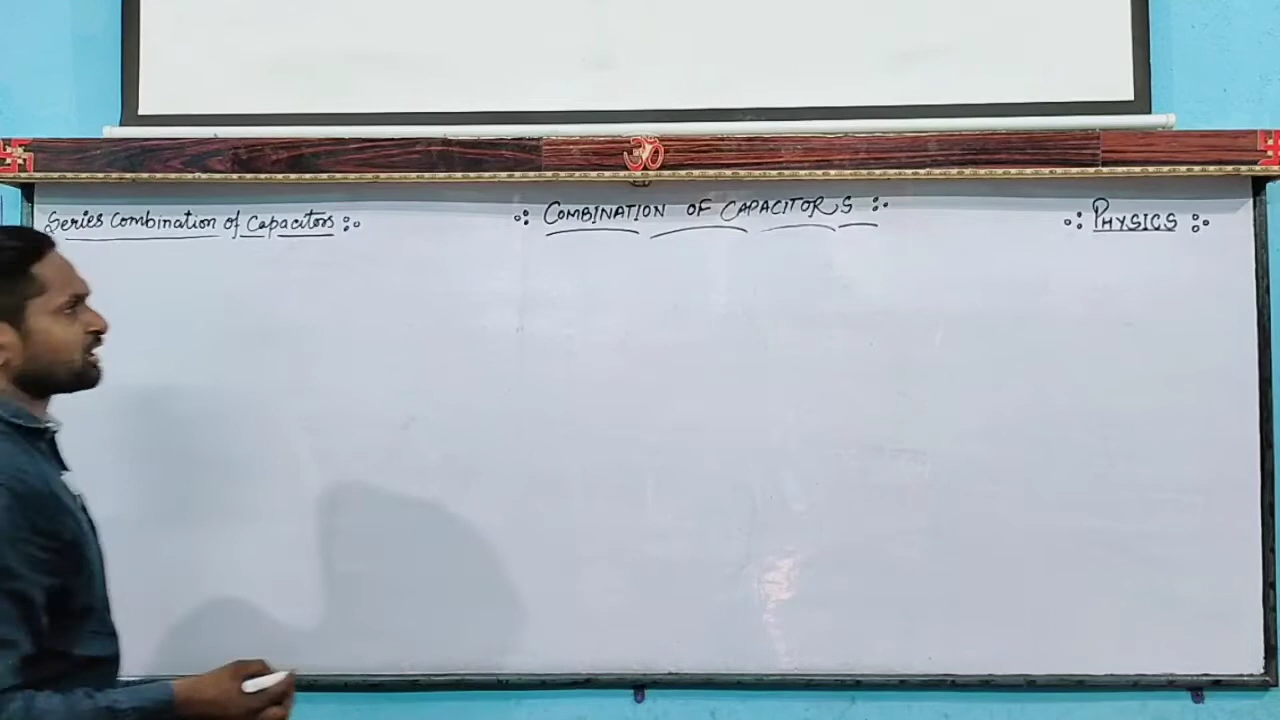 Series Combination of Capacitors
COMBINATION OF CAPACITORS
PHYSICS
ॐ